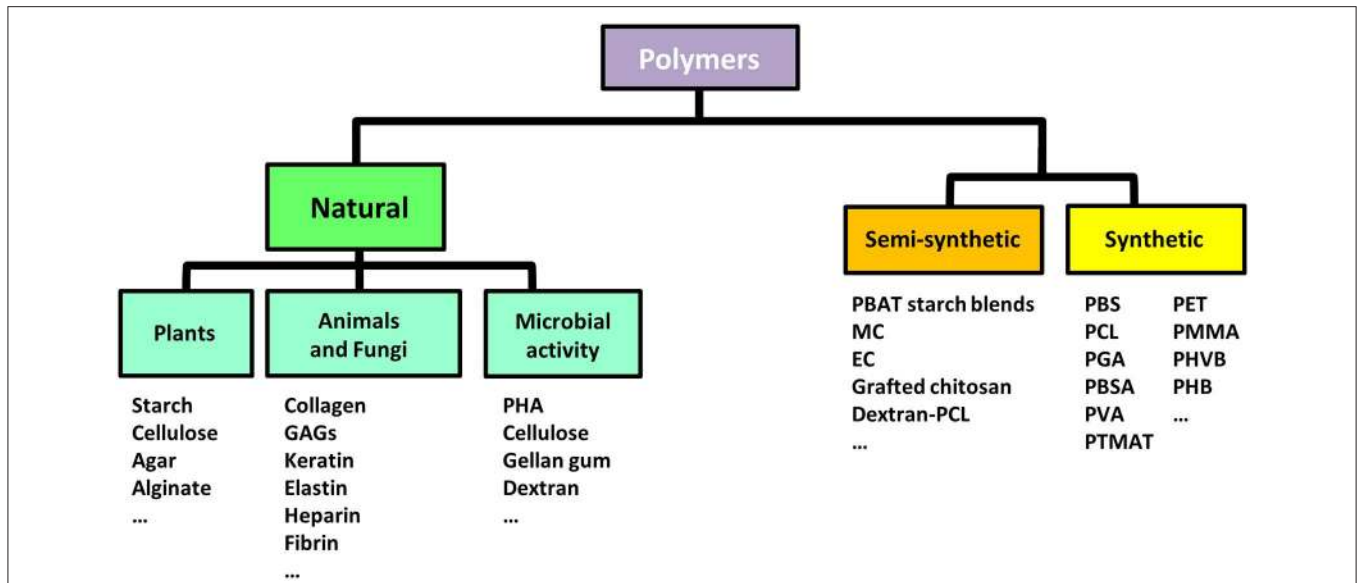 Polymers
Natural
Semi-synthetic
Synthetic
Plants
Animals
and Fungi
Microbial
activity
Starch
Cellulose
Agar
Alginate
...
Collagen
GAGs
Keratin
Elastin
Heparin
Fibrin
...
PHA
Cellulose
Gellan gum
Dextran
...
PBAT starch blends
MC
EC
Grafted chitosan
Dextran-PCL
...
PBS
PCL
PGA
PBSA
PVA
PTMAT
PET
PMMA
PHVB
PHB
...